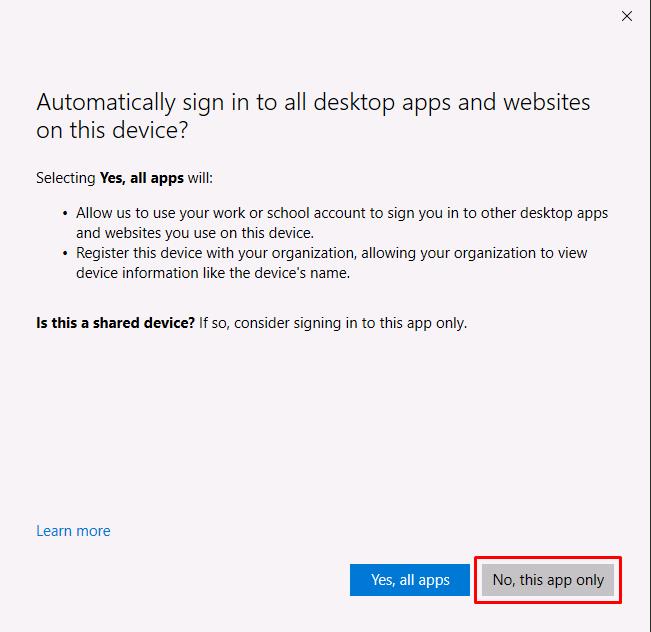 Automatically sign in to all desktop apps and websites
on this device?
Selecting Yes, all apps will:
• Allow us to use your work or school account to sign you in to other desktop apps
and websites you use on this device.
• Register this device with your organization, allowing your organization to view
device information like the device's name.
Is this a shared device? If so, consider signing in to this app only.
Learn more
Yes, all apps
No, this app only